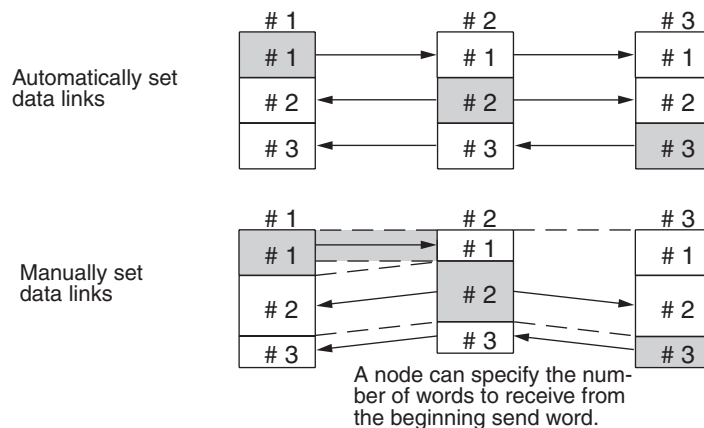 # 1 # 2 # 3
Automatically set
data links
# 1 # 1 # 1
# 2 # 2 # 2
# 3 # 3 # 3
# 1 # 2 # 3
Manually set
data links
# 1 # 1 # 1
# 2 # 2 # 2
# 3 # 3 # 3
A node can specify the num-
ber of words to receive from
the beginning send word.